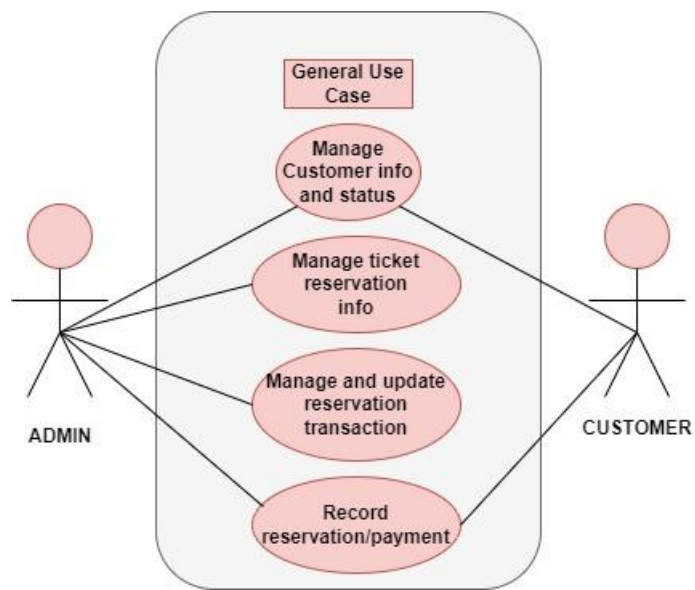 General Use
Case
Manage
Customer info
and status
Manage ticket
reservation
info
Manage and update
reservation
transaction
ADMIN
CUSTOMER
Record
reservation/payment